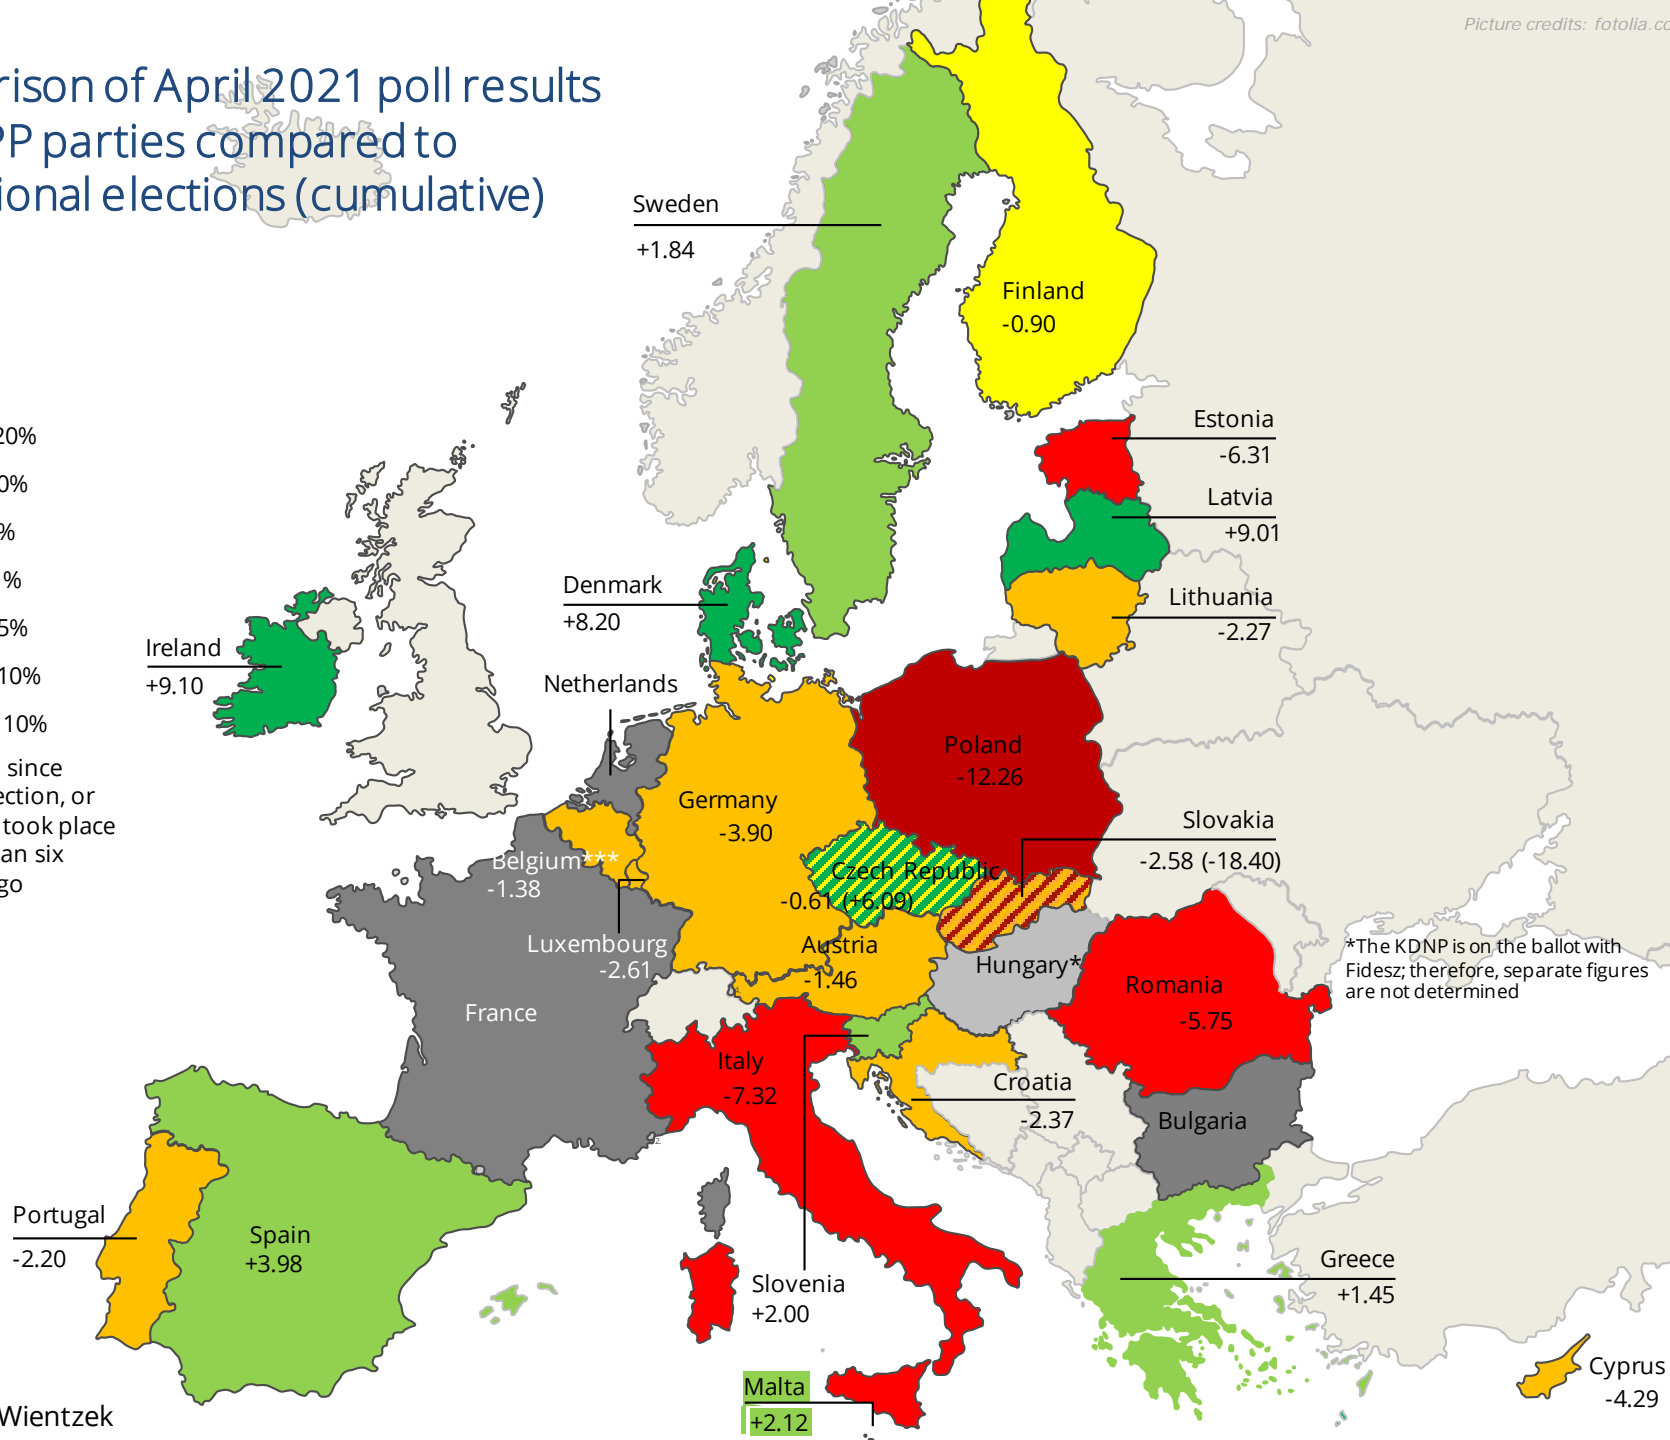 Picture credits: fotolia.co
rison of April 2021 poll results
PP parties compared to
ional elections (cumulative)
Sweden
+1.84
Finland
-0.90
20%
0%
%
%
5%
10%
10%
since
ection, or
took place
an six
go
Estonia
-6.31
Latvia
+9.01
Lithuania
-2.27
Denmark
+8.20
Ireland
+9.10
Netherlands
Poland
-12.26
Germany
-3.90
Slovakia
-2.58 (-18.40)
Belgium***
-1.38
Czech Republic
-0.61 (+6.09)
Luxembourg
-2.61
Austria
-1.46
Hungary*
*The KDNP is on the ballot with
Fidesz; therefore, separate figures
are not determined
Romania
-5.75
France
Italy
-7.32
Croatia
-2.37
Bulgaria
Portugal
-2.20
Spain
+3.98
Slovenia
+2.00
Greece
+1.45
Malta
+2.12
Cyprus
-4.29
Wientzek